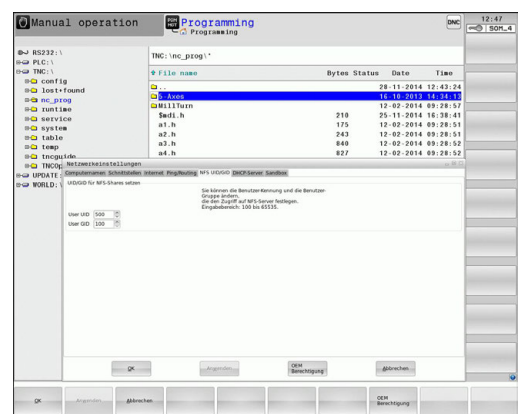 Manual operation
PGM MGT Programming
Programming
DNC
12:47
SOM_4
RS232:\
PLC:\
TNC:\
config
lost+found
nc_prog
runtime
service
system
table
temp
tncguide
UPDATE:
WORLD:\
TNC:\nc_prog\*
File name Bytes Status Date Time
.. 28-11-2014 12:43:24
5-Axes 16-10-2013 14:34:13
MillTurn 12-02-2014 09:28:57
$mdi.h 210 25-11-2014 16:38:41
a1.h 175 12-02-2014 09:28:51
a2.h 243 12-02-2014 09:28:51
a3.h 840 12-02-2014 09:28:52
a4.h 827 12-02-2014 09:28:52
Netzwerkeinstellungen
Computernamen Schnittstellen Internet Ping/Routing NFS UID/GID DHCP-Server Sandbox
UID/GID für NFS-Shares setzen
Sie können die Benutzer-Kennung und die Benutzer-
Gruppe ändern,
die den Zugriff auf NFS-Server festlegen.
Eingabebereich: 100 bis 65535.
User UID 500
User GID 100
OK Anwenden OEM Berechtigung Abbrechen
OK Anwenden Abbrechen OEM Berechtigung